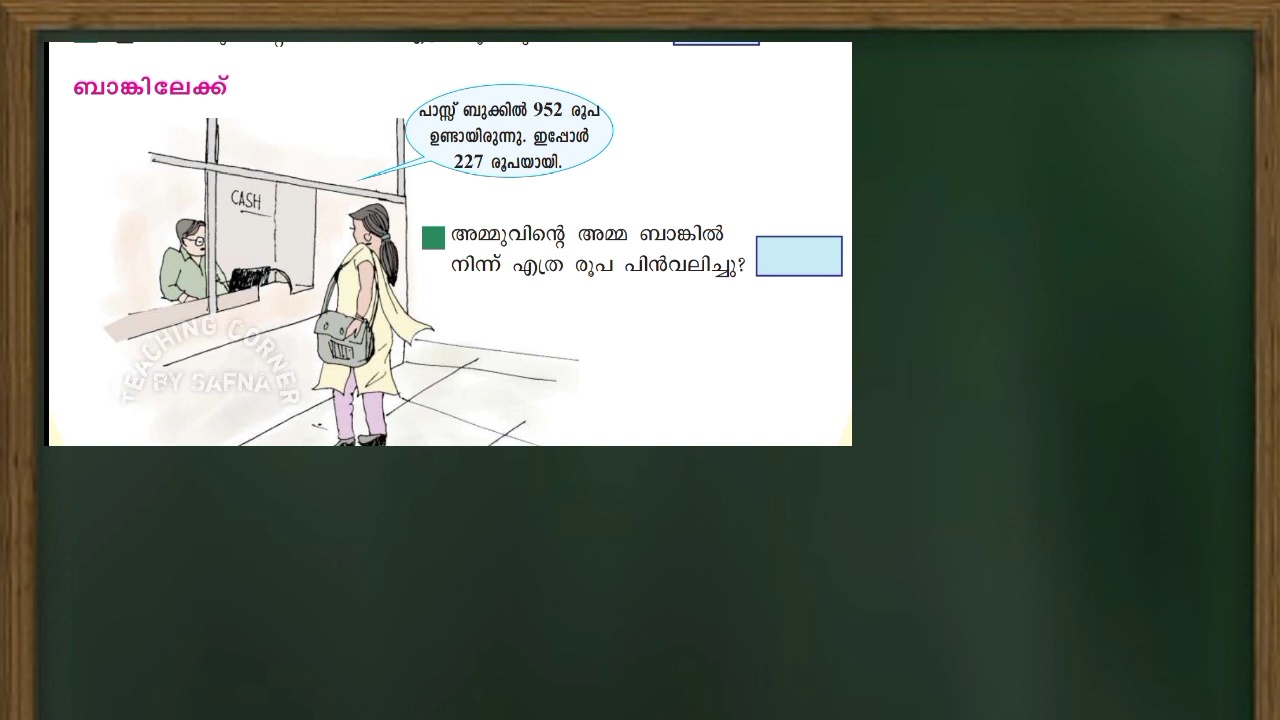 ബാങ്കിലേക്ക്
പാസ്സ് ബുക്കിൽ 952 രൂപ
ഉണ്ടായിരുന്നു. ഇപ്പോൾ
227 രൂപയായി.
CASH
അമ്മുവിന്റെ അമ്മ ബാങ്കിൽ
നിന്ന് എത്ര രൂപ പിൻവലിച്ചു?
TEACHING CORNER
BY SAFNA